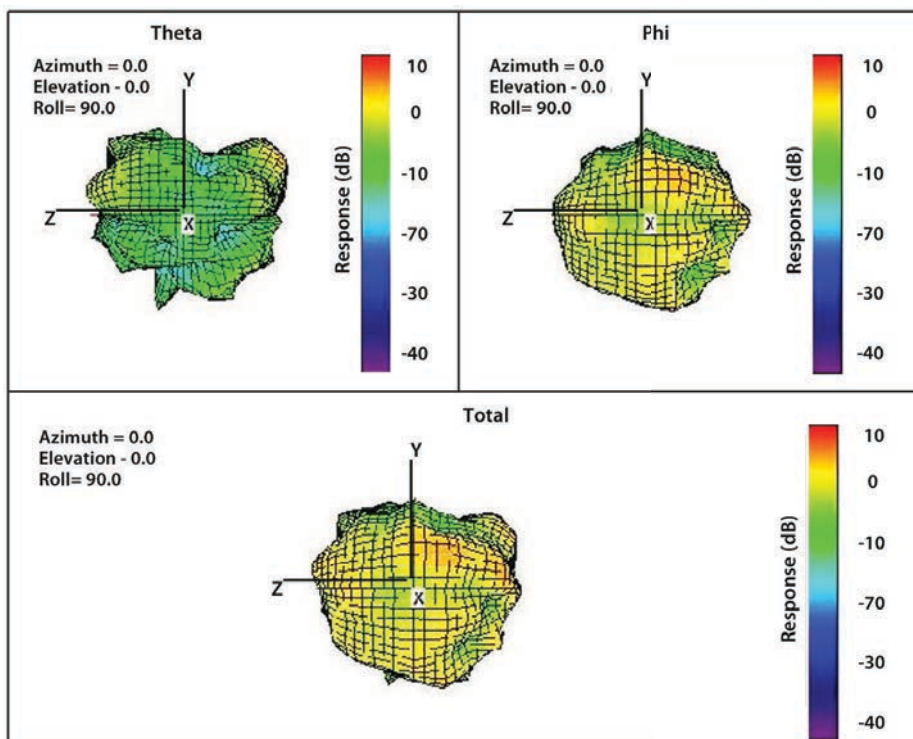 Theta
Azimuth = 0.0
Elevation - 0.0
Roll= 90.0
Y
Z
X
Response (dB)
10
0
-10
-70
-30
-40
Phi
Azimuth = 0.0
Elevation - 0.0
Roll= 90.0
Y
Z
X
Response (dB)
10
0
-10
-70
-30
-40
Total
Azimuth = 0.0
Elevation - 0.0
Roll= 90.0
Y
Z
X
Response (dB)
10
0
-10
-70
-30
-40